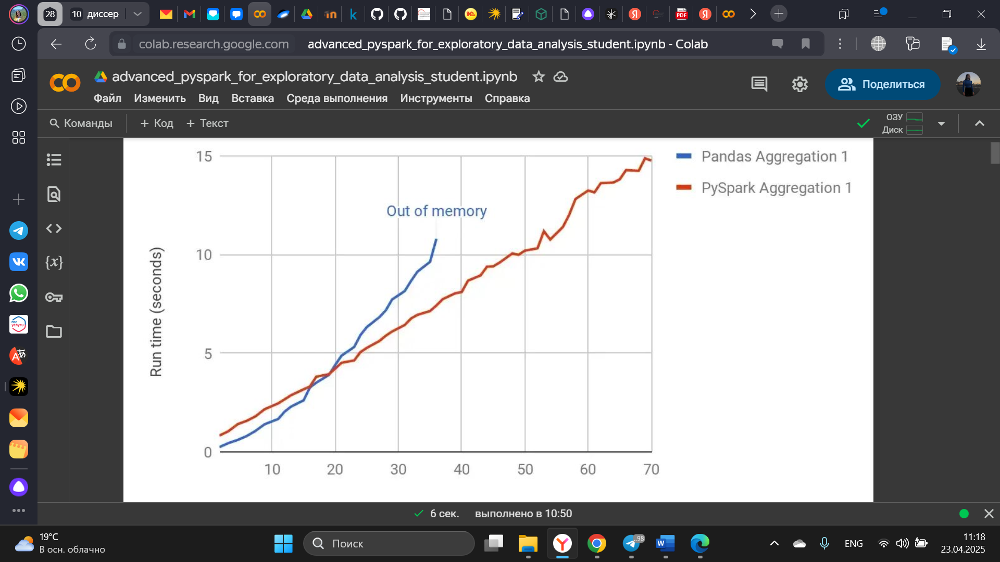 28
10 диссер
colab.research.google.com
advanced_pyspark_for_exploratory_data_analysis_student.ipynb - Colab
advanced_pyspark_for_exploratory_data_analysis_student.ipynb
Файл Изменить Вид Вставка Среда выполнения Инструменты Справка
Поделиться
Команды + Код + Текст
ОЗУ
Диск
15
10
5
0
Run time (seconds)
Out of memory
Pandas Aggregation 1
PySpark Aggregation 1
10 20 30 40 50 60 70
6 сек. выполнено в 10:50
19°C
В осн. облачно
Поиск
ENG
11:18
23.04.2025